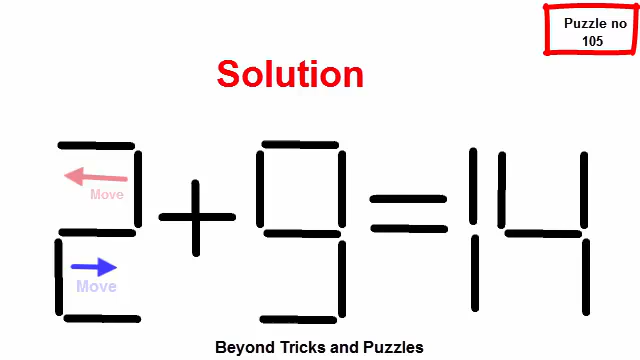 Puzzle no
105
Solution
Move
Move
2 + 9 = 14
Beyond Tricks and Puzzles